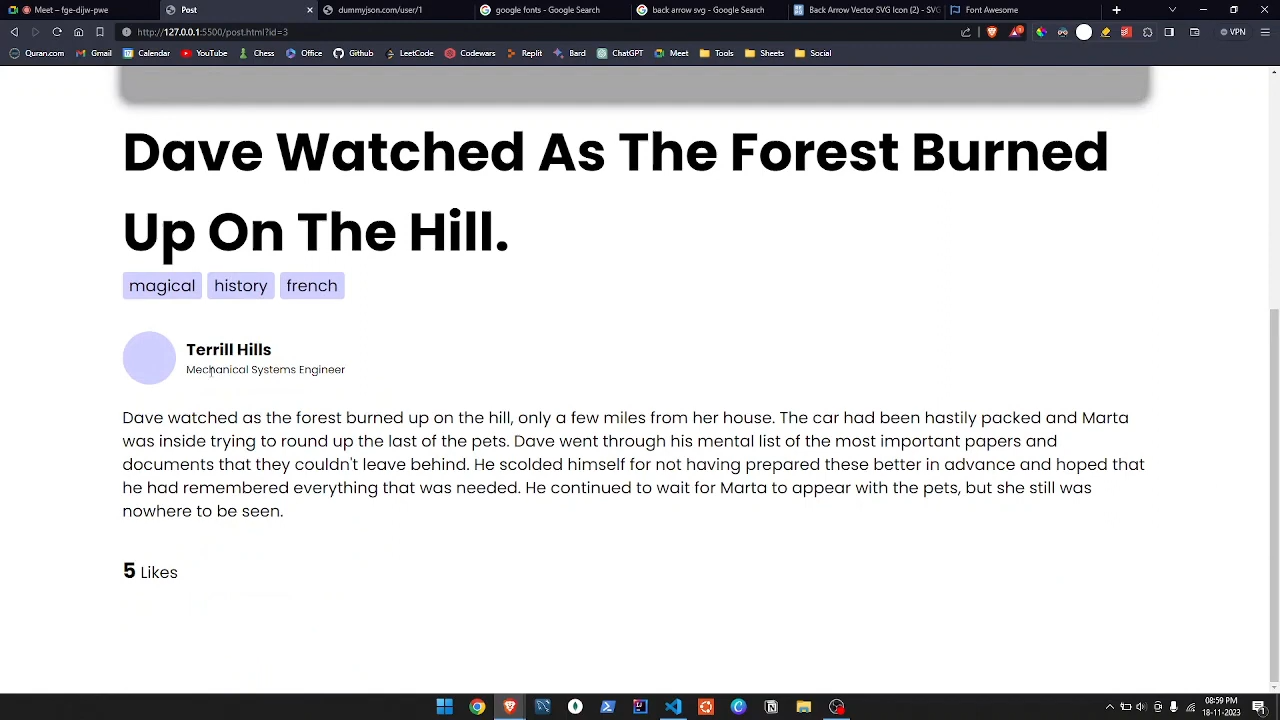 Meet – fge-dijw-pwe
Post
dummyjson.com/user/1
google fonts - Google Search
back arrow svg - Google Search
Back Arrow Vector SVG Icon (2) - SVG
Font Awesome
http://127.0.0.1:5500/post.html?id=3
VPN
Quran.com
Gmail
Calendar
YouTube
Chess
Office
Github
LeetCode
Codewars
Replit
Bard
ChatGPT
Meet
Tools
Sheets
Social
Dave Watched As The Forest Burned
Up On The Hill.
magical history french
Terrill Hills
Mechanical Systems Engineer
Dave watched as the forest burned up on the hill, only a few miles from her house. The car had been hastily packed and Marta
was inside trying to round up the last of the pets. Dave went through his mental list of the most important papers and
documents that they couldn't leave behind. He scolded himself for not having prepared these better in advance and hoped that
he had remembered everything that was needed. He continued to wait for Marta to appear with the pets, but she still was
nowhere to be seen.
5 Likes
08:59 PM
18-11-2023